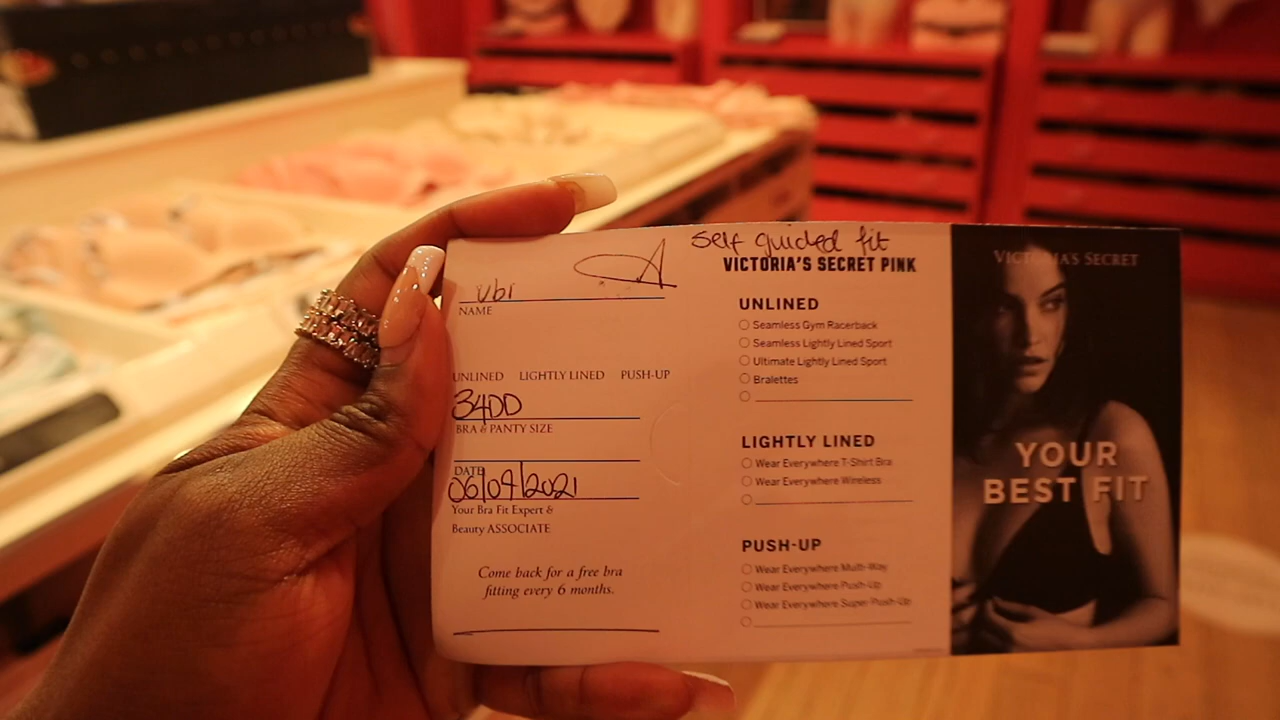 Self guided fit
vbi
NAME
UNLINED LIGHTLY LINED PUSH-UP
34DD
BRA & PANTY SIZE
DATE
06/09/2021
Your Bra Fit Expert &
Beauty ASSOCIATE
Come back for a free bra
fitting every 6 months.
VICTORIA'S SECRET PINK
UNLINED
Seamless Gym Racerback
Seamless Lightly Lined Sport
Ultimate Lightly Lined Sport
Bralettes
LIGHTLY LINED
Wear Everywhere T-Shirt Bra
Wear Everywhere Wireless
PUSH-UP
Wear Everywhere Multi-Way
Wear Everywhere Push-Up
Wear Everywhere Super Push-Up
VICTORIA'S SECRET
YOUR
BEST FIT